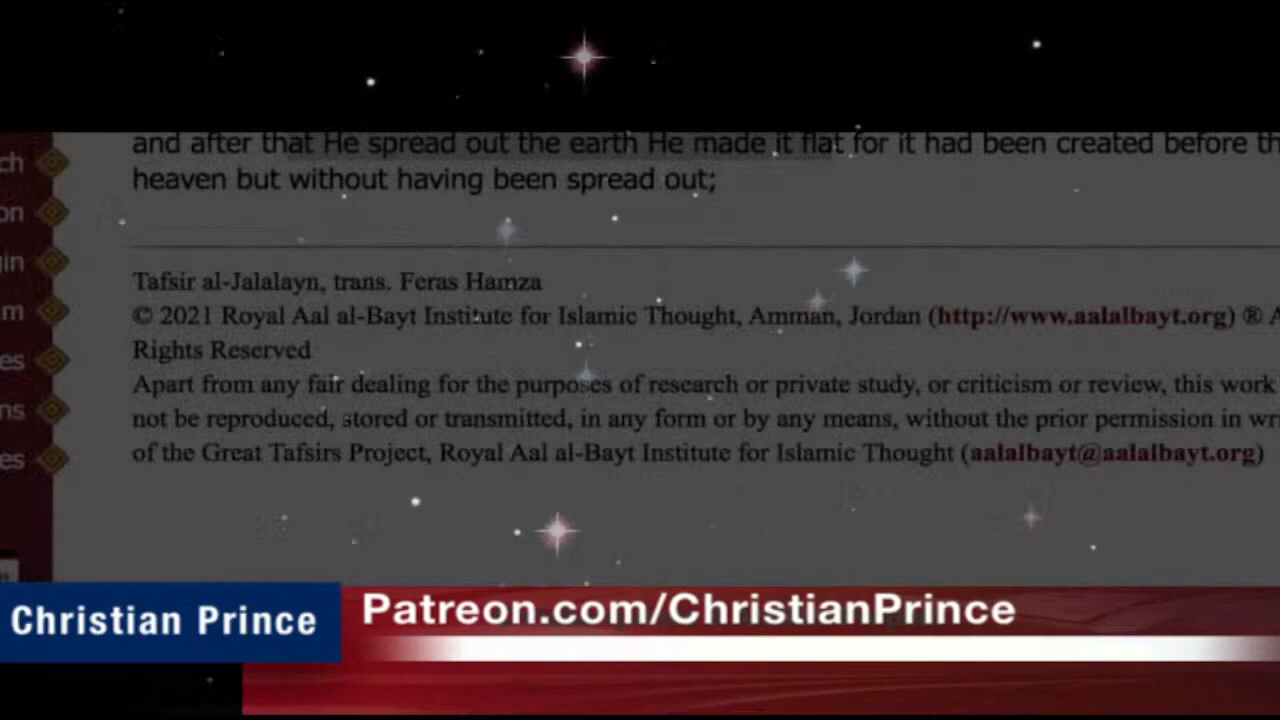 and after that He spread out the earth He made it flat for it had been created before
heaven but without having been spread out;
Tafsir al-Jalalayn, trans. Feras Hamza
© 2021 Royal Aal al-Bayt Institute for Islamic Thought, Amman, Jordan (http://www.aalalbayt.org) ®
Rights Reserved
Apart from any fair dealing for the purposes of research or private study, or criticism or review, this work
not be reproduced, stored or transmitted, in any form or by any means, without the prior permission in
of the Great Tafsirs Project, Royal Aal al-Bayt Institute for Islamic Thought (aalalbayt@aalalbayt.org)
Christian Prince
Patreon.com/ChristianPrince